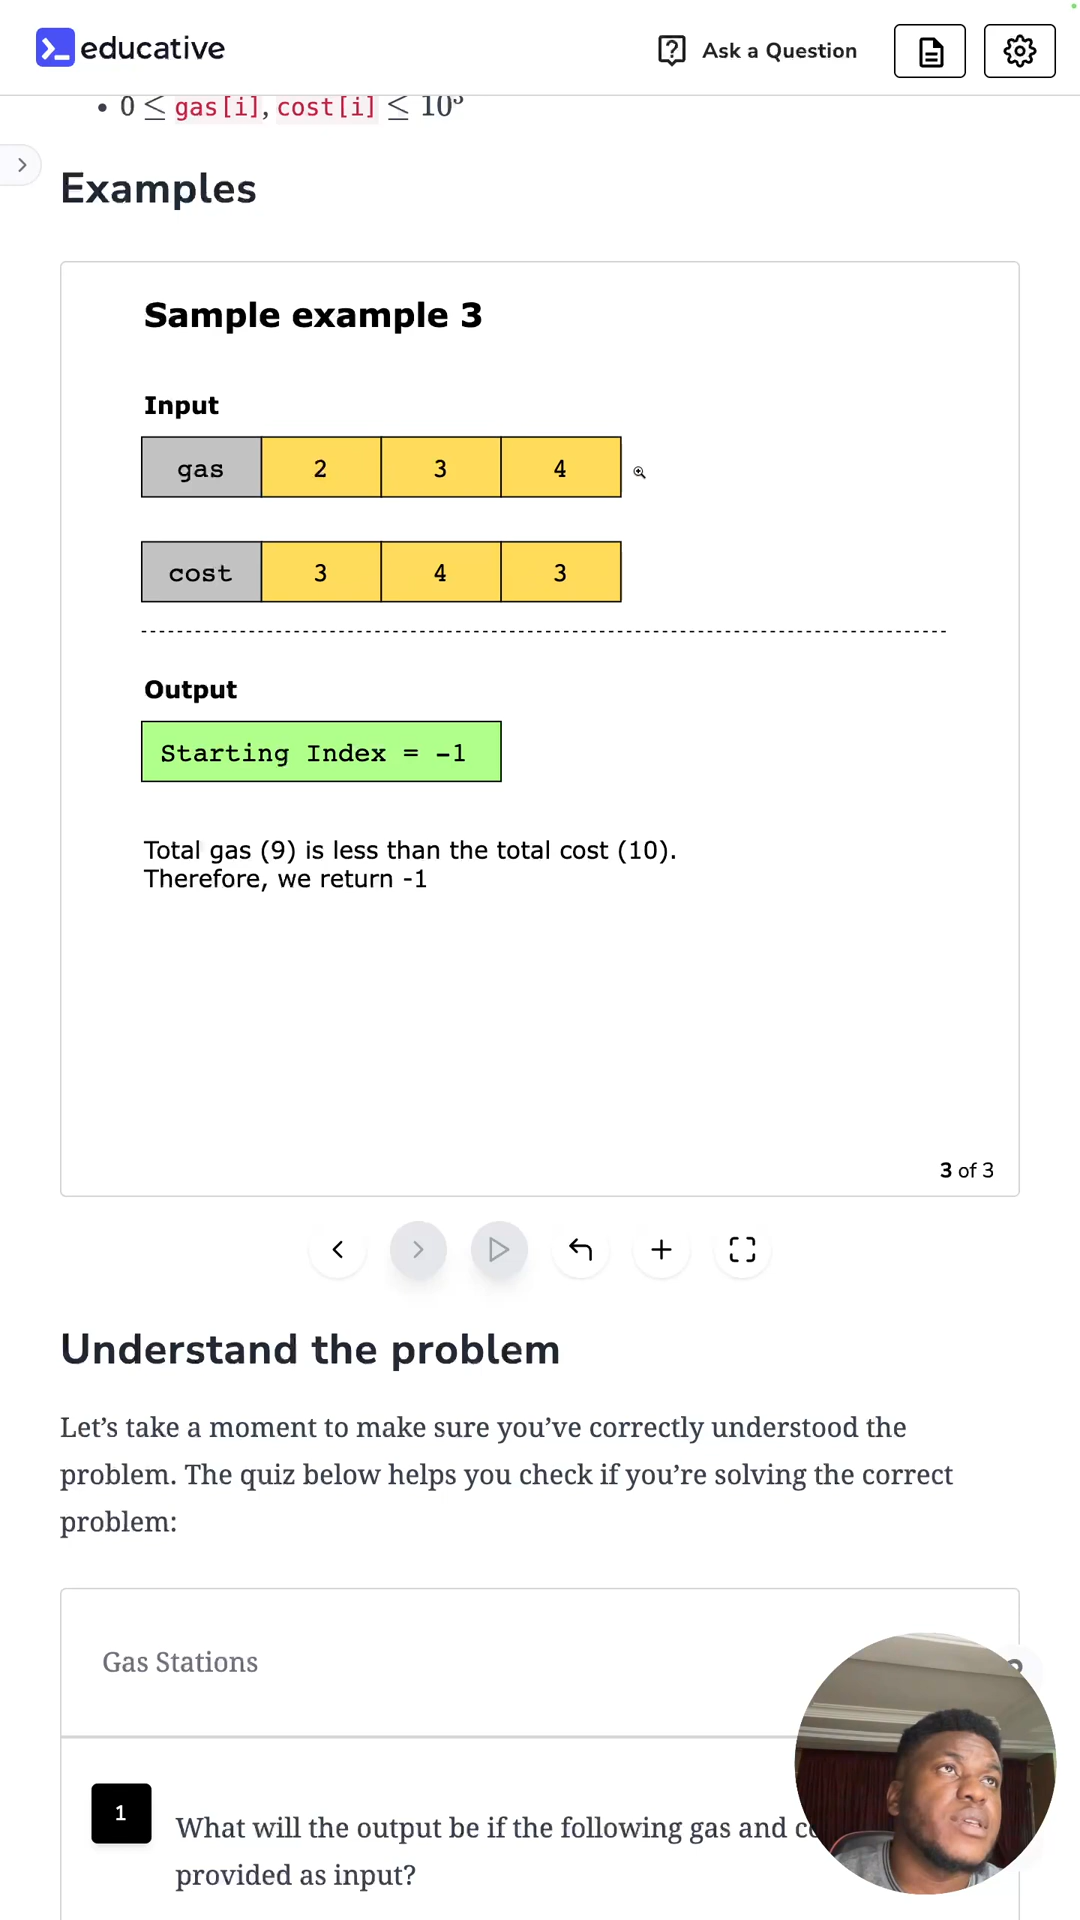 educative
Ask a Question
• 0 ≤ gas[i], cost[i] ≤ 10³
Examples
Sample example 3
Input
gas 2 3 4
cost 3 4 3
Output
Starting Index = -1
Total gas (9) is less than the total cost (10).
Therefore, we return -1
3 of 3
Understand the problem
Let’s take a moment to make sure you’ve correctly understood the
problem. The quiz below helps you check if you’re solving the correct
problem:
Gas Stations
1
What will the output be if the following gas and
provided as input?